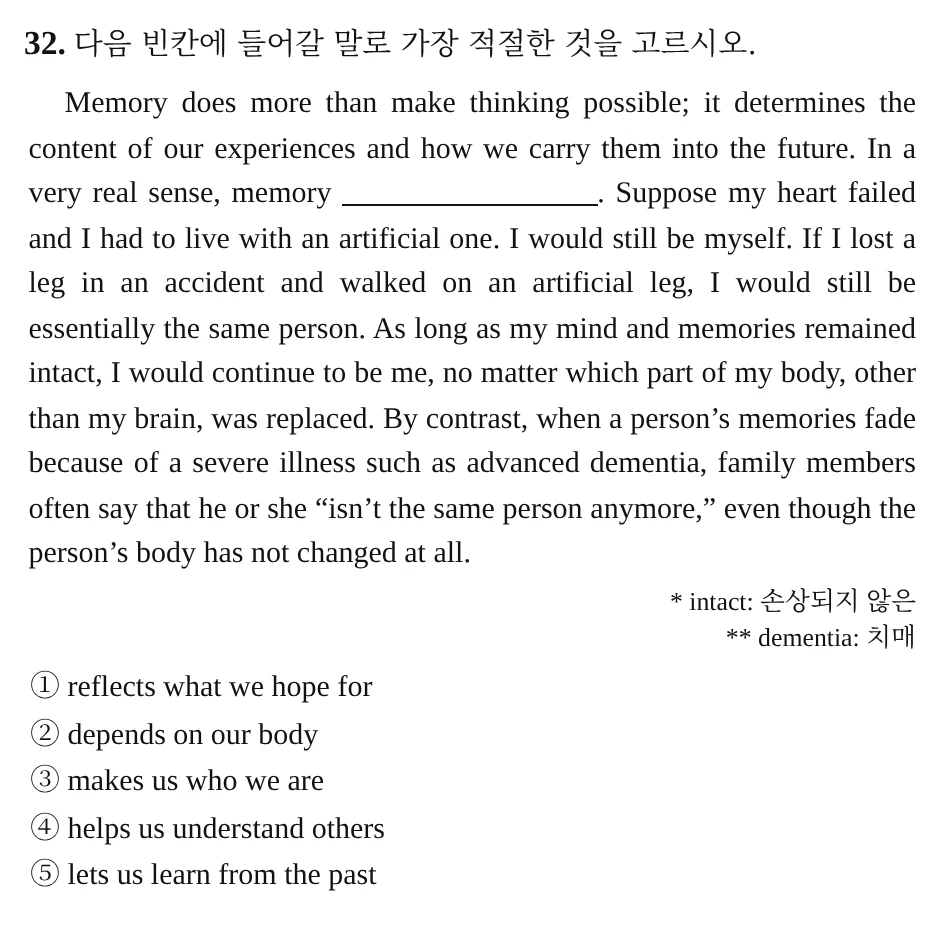 32. 다음 빈칸에 들어갈 말로 가장 적절한 것을 고르시오.
Memory does more than make thinking possible; it determines the
content of our experiences and how we carry them into the future. In a
very real sense, memory ________________. Suppose my heart failed
and I had to live with an artificial one. I would still be myself. If I lost a
leg in an accident and walked on an artificial leg, I would still be
essentially the same person. As long as my mind and memories remained
intact, I would continue to be me, no matter which part of my body, other
than my brain, was replaced. By contrast, when a person’s memories fade
because of a severe illness such as advanced dementia, family members
often say that he or she “isn’t the same person anymore,” even though the
person’s body has not changed at all.
* intact: 손상되지 않은
** dementia: 치매
① reflects what we hope for
② depends on our body
③ makes us who we are
④ helps us understand others
⑤ lets us learn from the past